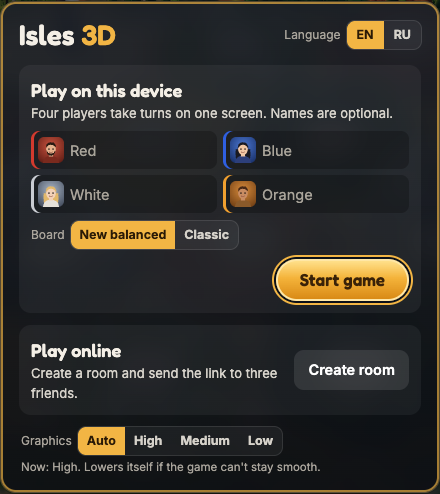 Isles 3D
Language EN RU
Play on this device
Four players take turns on one screen. Names are optional.
Red Blue
White Orange
Board New balanced Classic
Start game
Play online
Create a room and send the link to three
friends.
Create room
Graphics Auto High Medium Low
Now: High. Lowers itself if the game can't stay smooth.